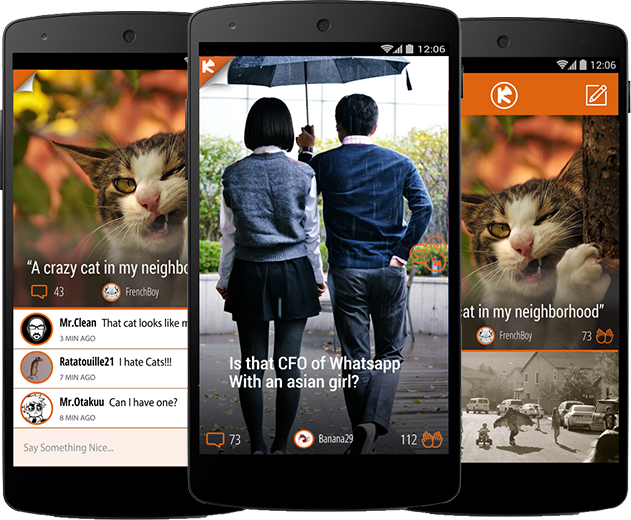 12:06
"A crazy cat in my neighbo
43
FrenchBoy
Mr.Clean That cat looks like m
3 MIN AGO
Ratatouille21 I hate Cats!!!
7 MIN AGO
Mr.Otakuu Can I have one?
8 MIN AGO
Say Something Nice...
12:06
K
Is that CFO of Whatsapp
With an asian girl?
73
Banana29
112
12:06
K
cat in my neighborhood"
FrenchBoy
73